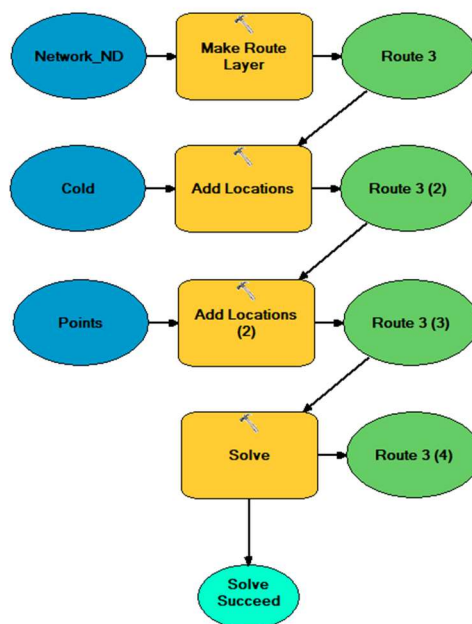 Network_ND
Make Route
Layer
Route 3
Cold
Add Locations
Route 3 (2)
Points
Add Locations
(2)
Route 3 (3)
Solve
Route 3 (4)
Solve
Succeed